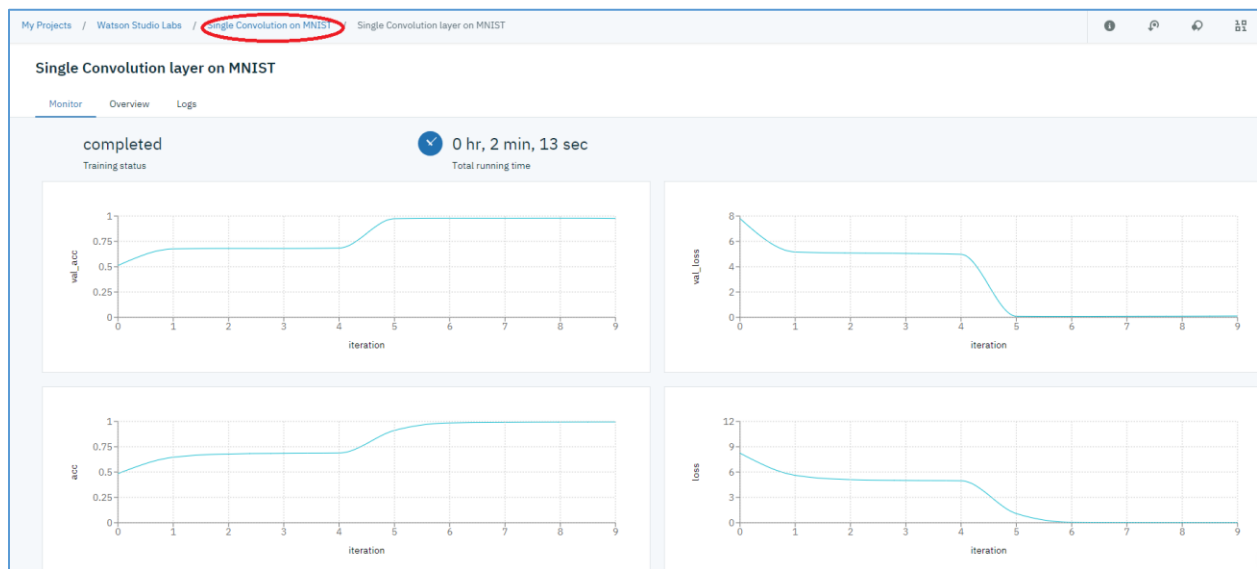 My Projects / Watson Studio Labs / Single Convolution on MNIST / Single Convolution layer on MNIST
Single Convolution layer on MNIST
Monitor Overview Logs
completed
Training status
0 hr, 2 min, 13 sec
Total running time
1
0.75
0.5
0.25
0
val_acc
0 1 2 3 4 5 6 7 8 9
iteration
8
6
4
2
0
val_loss
0 1 2 3 4 5 6 7 8 9
iteration
1
0.75
0.5
0.25
0
acc
0 1 2 3 4 5 6 7 8 9
iteration
12
9
6
3
0
loss
0 1 2 3 4 5 6 7 8 9
iteration